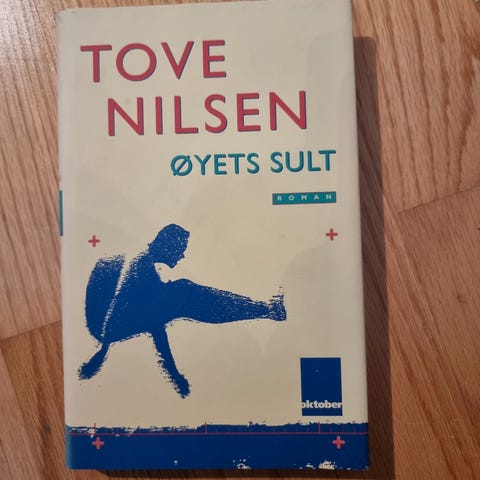 TOVE
NILSEN
ØYETS SULT
ROMAN
oktober